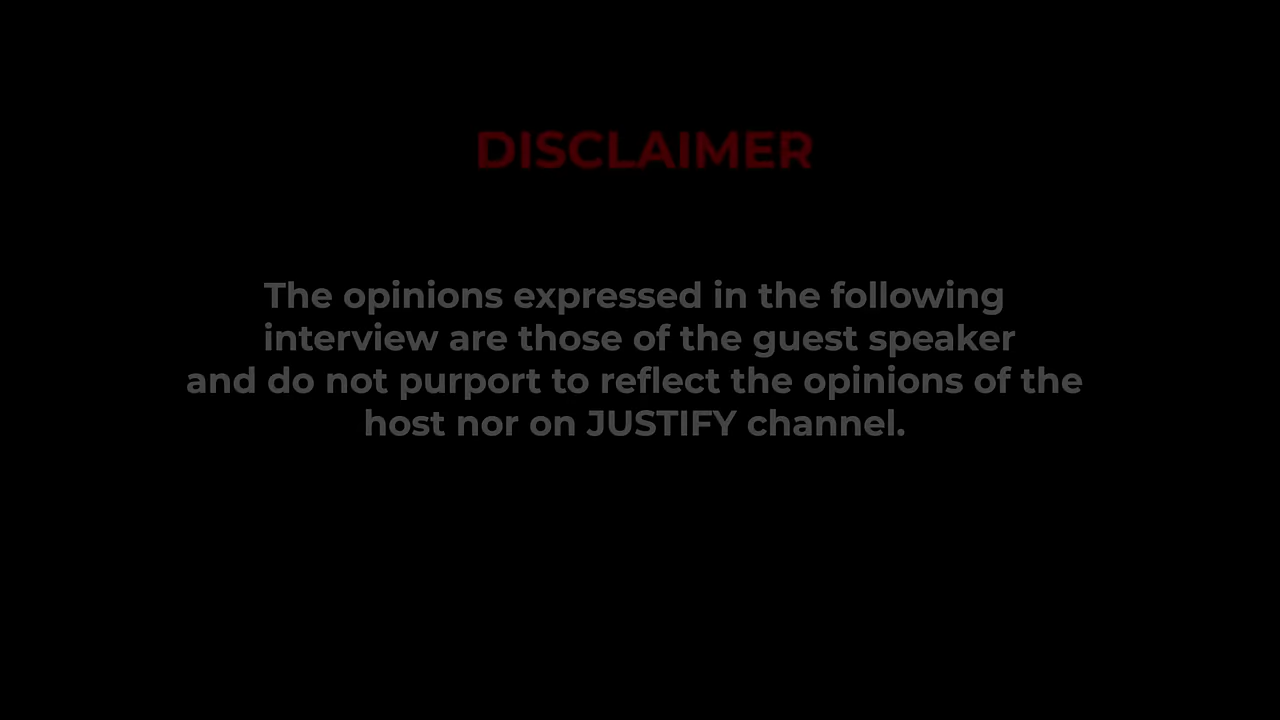 DISCLAIMER
The opinions expressed in the following
interview are those of the guest speaker
and do not purport to reflect the opinions of the
host nor on JUSTIFY channel.